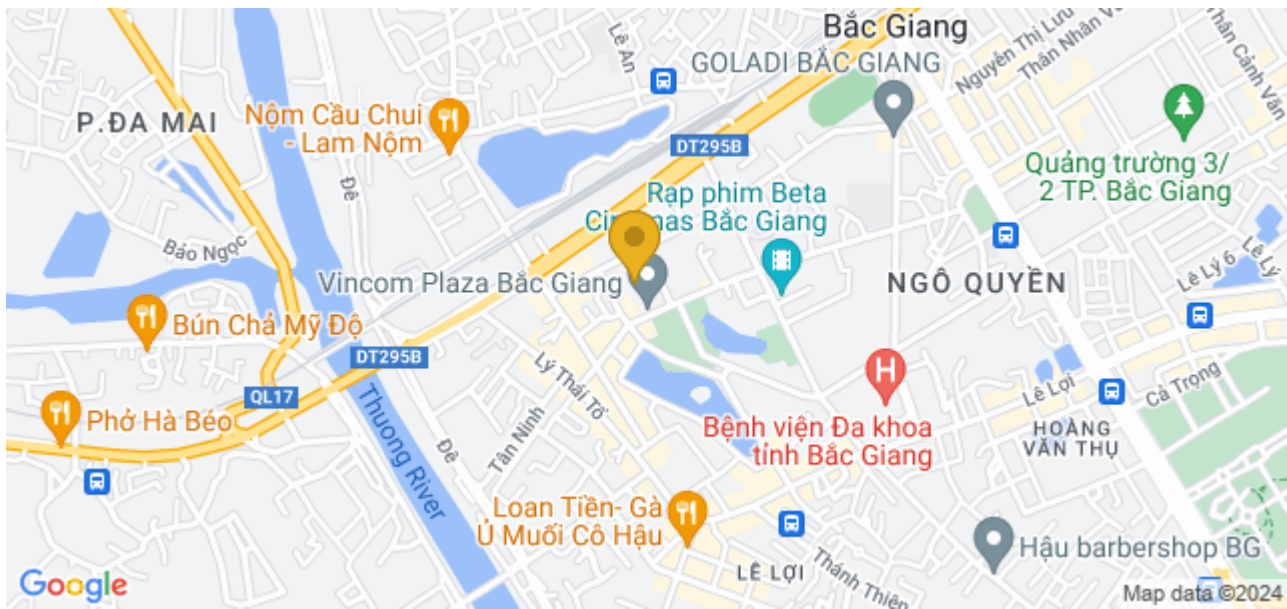 Bắc Giang
GOLADI BẮC GIANG
Nguyễn Thị Lưu
Thân Nhân
Thân Cảnh Vân
Lê An
P.ĐA MAI
Nộm Cầu Chui
- Lam Nộm
Đê
DT295B
Quảng trường 3/
2 TP. Bắc Giang
Rạp phim Beta
Cinemas Bắc Giang
Bảo Ngọc
Vincom Plaza Bắc Giang
NGÔ QUYỀN
Lê Lý 6
Lê Lý
Bún Chả Mỹ Độ
DT295B
QL17
Lý Thái Tổ
Phở Hà Béo
Thuong River
Đê
Tân Ninh
Bệnh viện Đa khoa
tỉnh Bắc Giang
Lê Lợi
Cả Trọng
HOÀNG
VĂN THỤ
Loan Tiền- Gà
Ủ Muối Cô Hậu
Hậu barbershop BG
LÊ LỢI
Thánh Thiên
Google
Map data ©2024